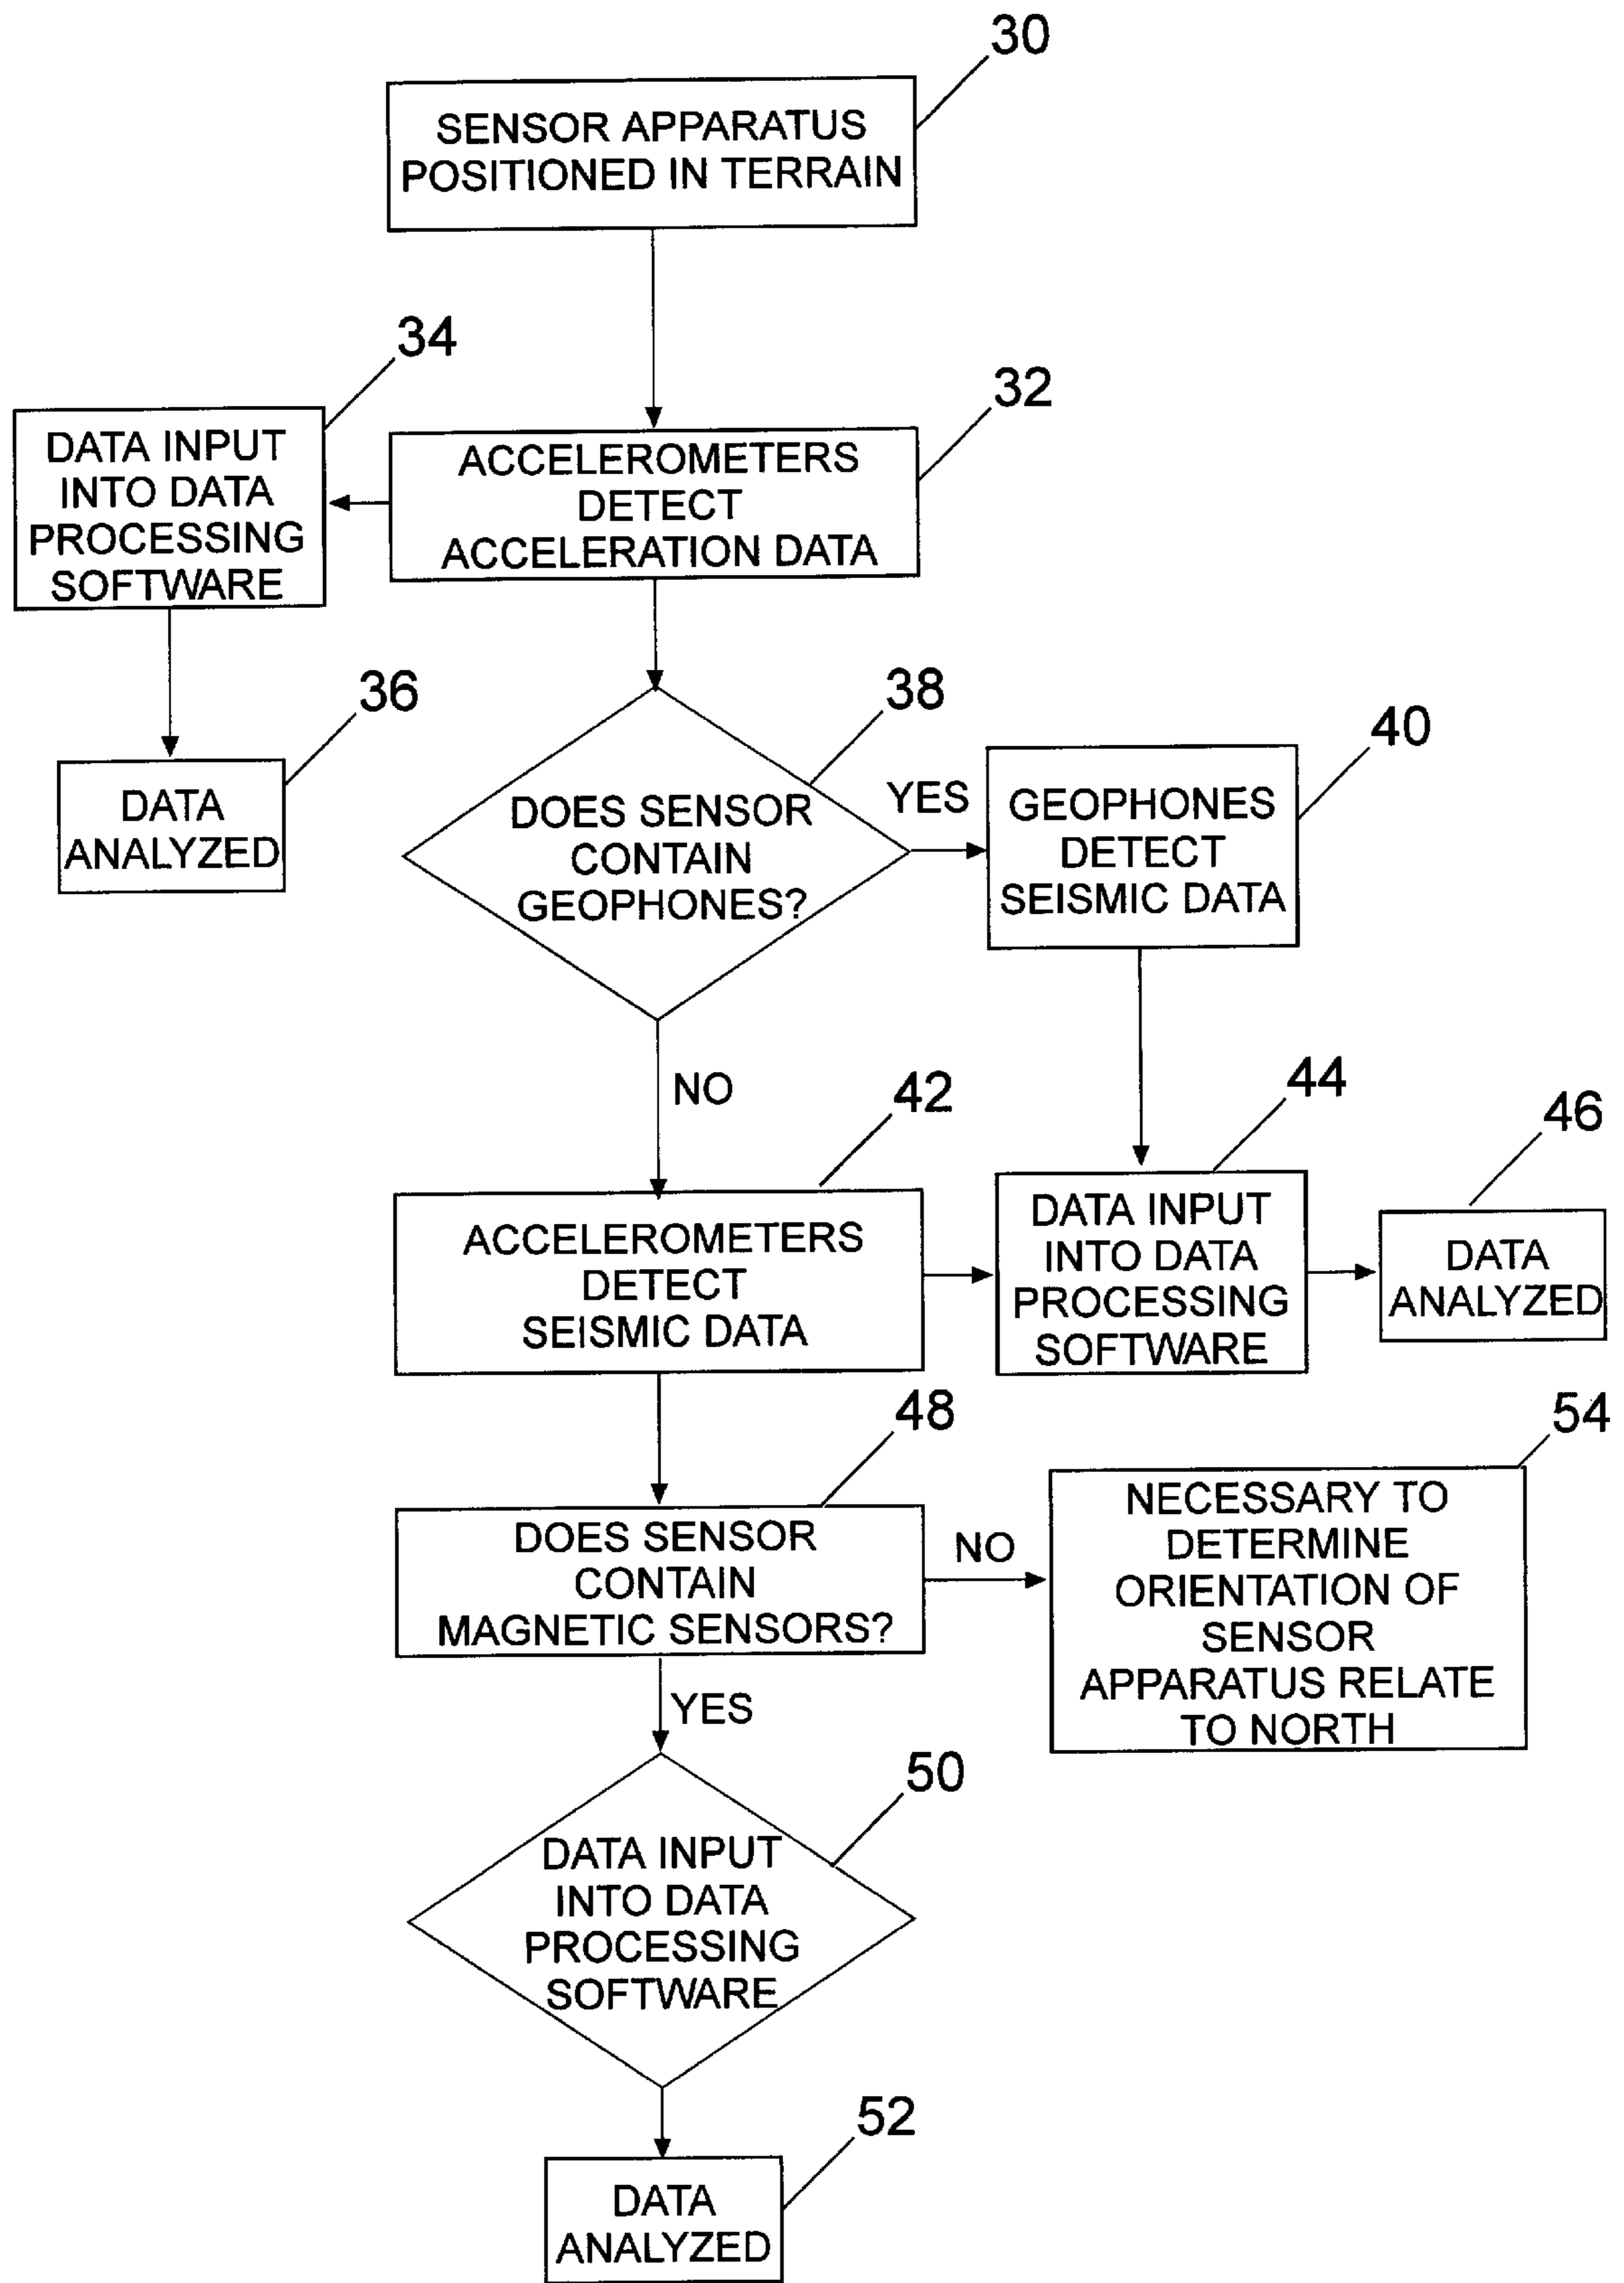 30
SENSOR APPARATUS
POSITIONED IN TERRAIN
34
DATA INPUT
INTO DATA
PROCESSING
SOFTWARE
32
ACCELEROMETERS
DETECT
ACCELERATION DATA
36
DATA
ANALYZED
38
DOES SENSOR
CONTAIN
GEOPHONES?
YES
40
GEOPHONES
DETECT
SEISMIC DATA
NO
42
ACCELEROMETERS
DETECT
SEISMIC DATA
44
DATA INPUT
INTO DATA
PROCESSING
SOFTWARE
46
DATA
ANALYZED
48
DOES SENSOR
CONTAIN
MAGNETIC SENSORS?
NO
54
NECESSARY TO
DETERMINE
ORIENTATION OF
SENSOR
APPARATUS RELATE
TO NORTH
YES
50
DATA INPUT
INTO DATA
PROCESSING
SOFTWARE
52
DATA
ANALYZED